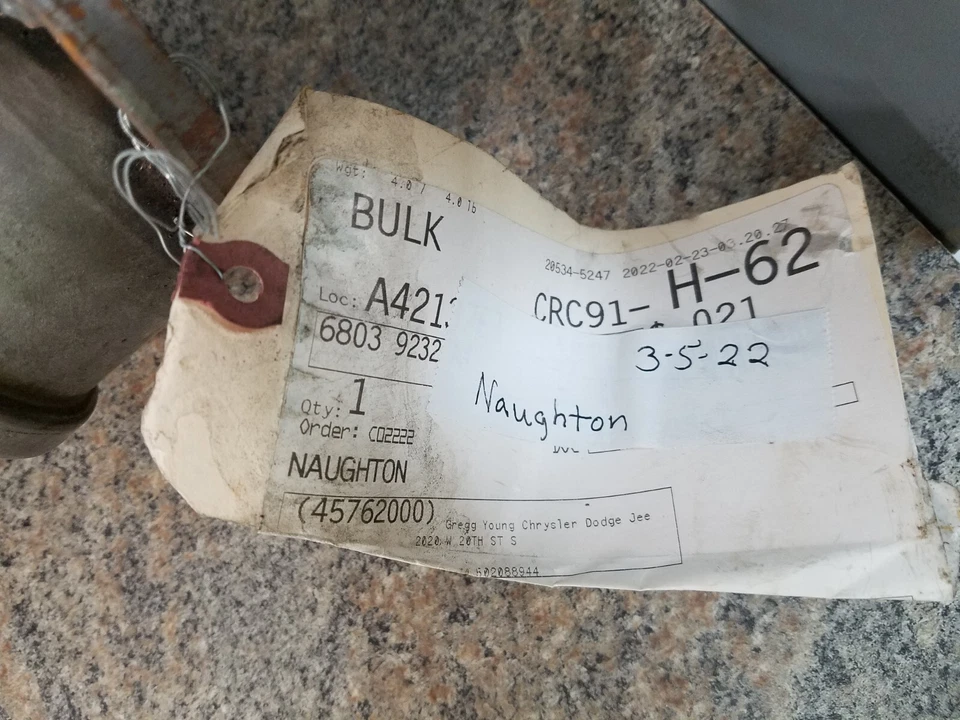 Wgt: 4.0 / 4.0 lb
BULK
20534-5247 2022-02-23-03.20.27
H-62
Loc: A421
CRC91-
021
6803 9232
3-5-22
Naughton
Qty: 1
Order: CO2222
NAUGHTON
(45762000) Gregg Young Chrysler Dodge Jee
2020 W 20TH ST S
602088944